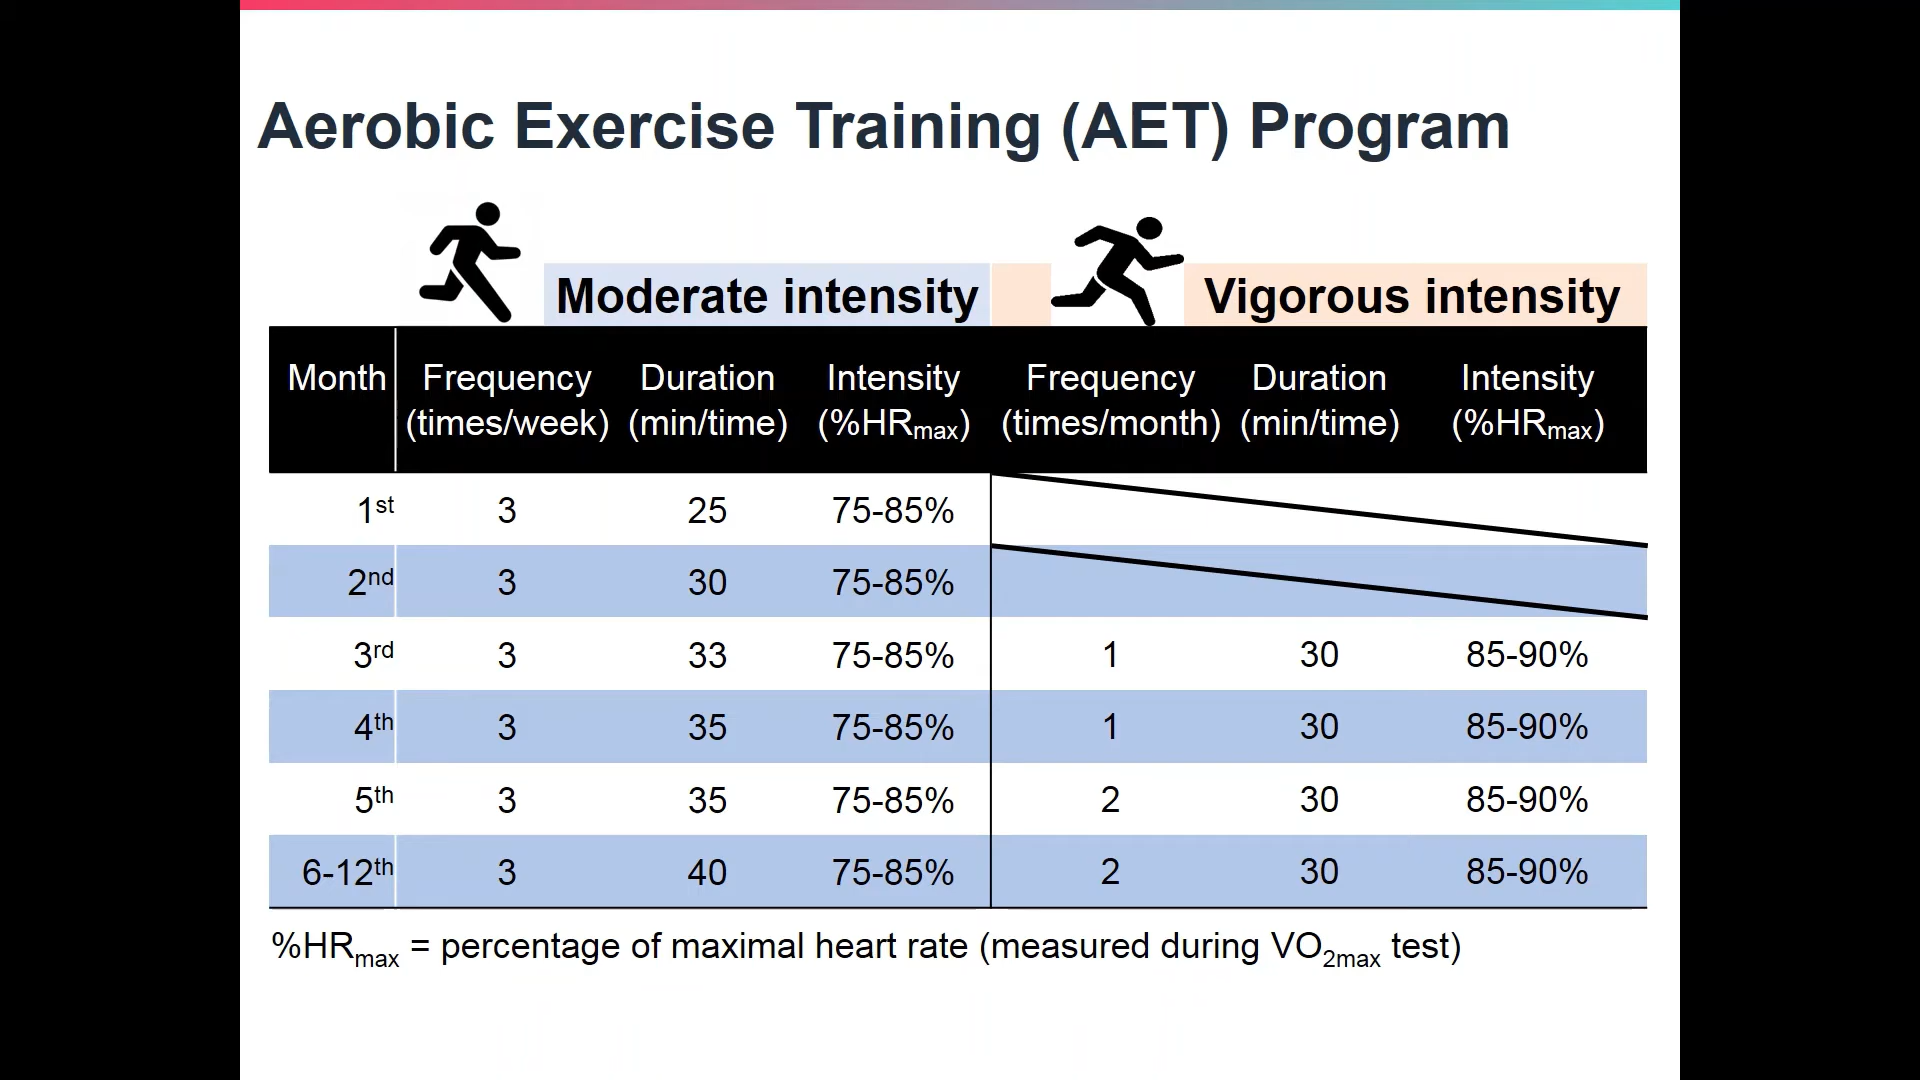 Aerobic Exercise Training (AET) Program
Moderate intensity Vigorous intensity
Month Frequency Duration Intensity Frequency Duration Intensity
(times/week) (min/time) (%HRmax) (times/month) (min/time) (%HRmax)
1st 3 25 75-85%
2nd 3 30 75-85%
3rd 3 33 75-85% 1 30 85-90%
4th 3 35 75-85% 1 30 85-90%
5th 3 35 75-85% 2 30 85-90%
6-12th 3 40 75-85% 2 30 85-90%
%HRmax = percentage of maximal heart rate (measured during VO2max test)